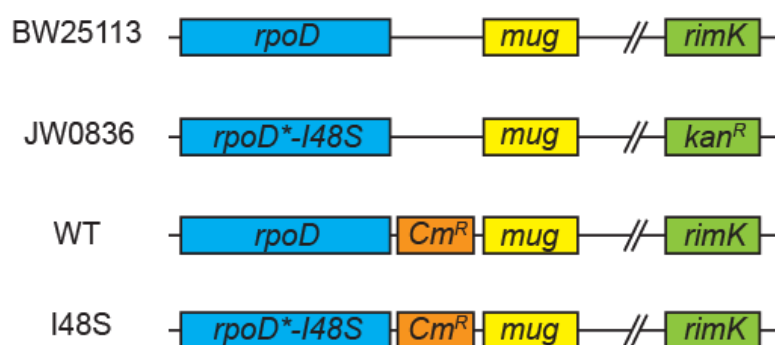 BW25113 rpoD mug // rimK
JW0836 rpoD*-I48S mug // kanR
WT rpoD CmR mug // rimK
I48S rpoD*-I48S CmR mug // rimK